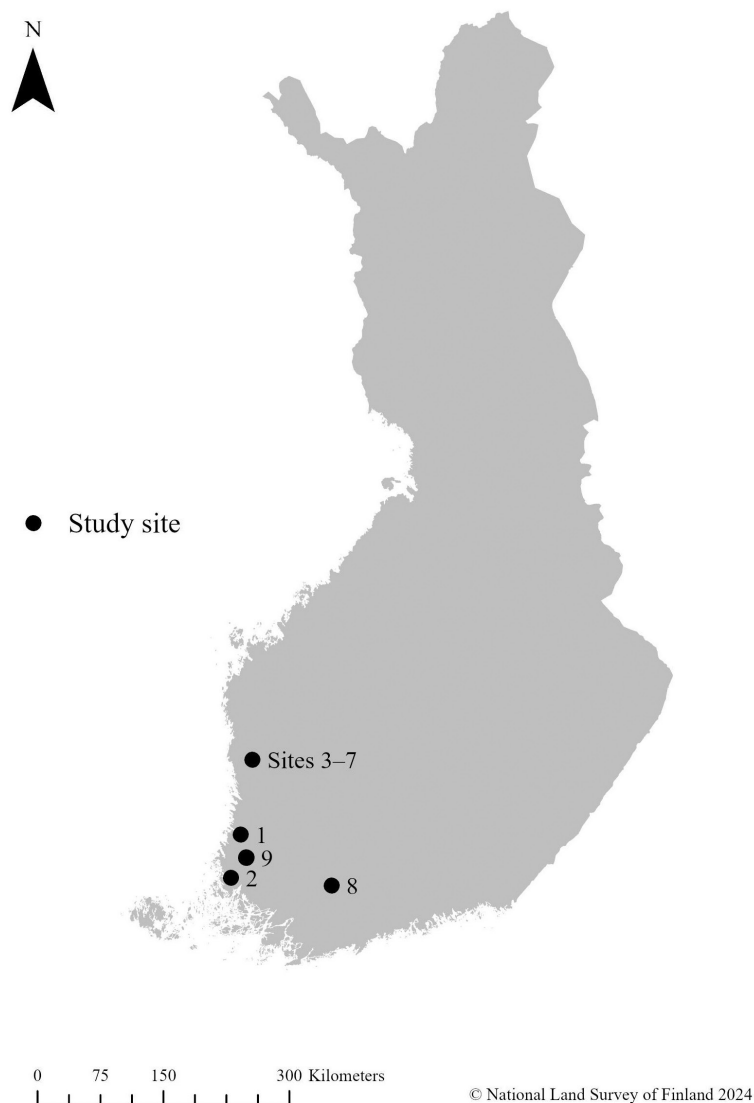 N
Study site
Sites 3–7
1
9
2
8
0 75 150 300 Kilometers
© National Land Survey of Finland 2024